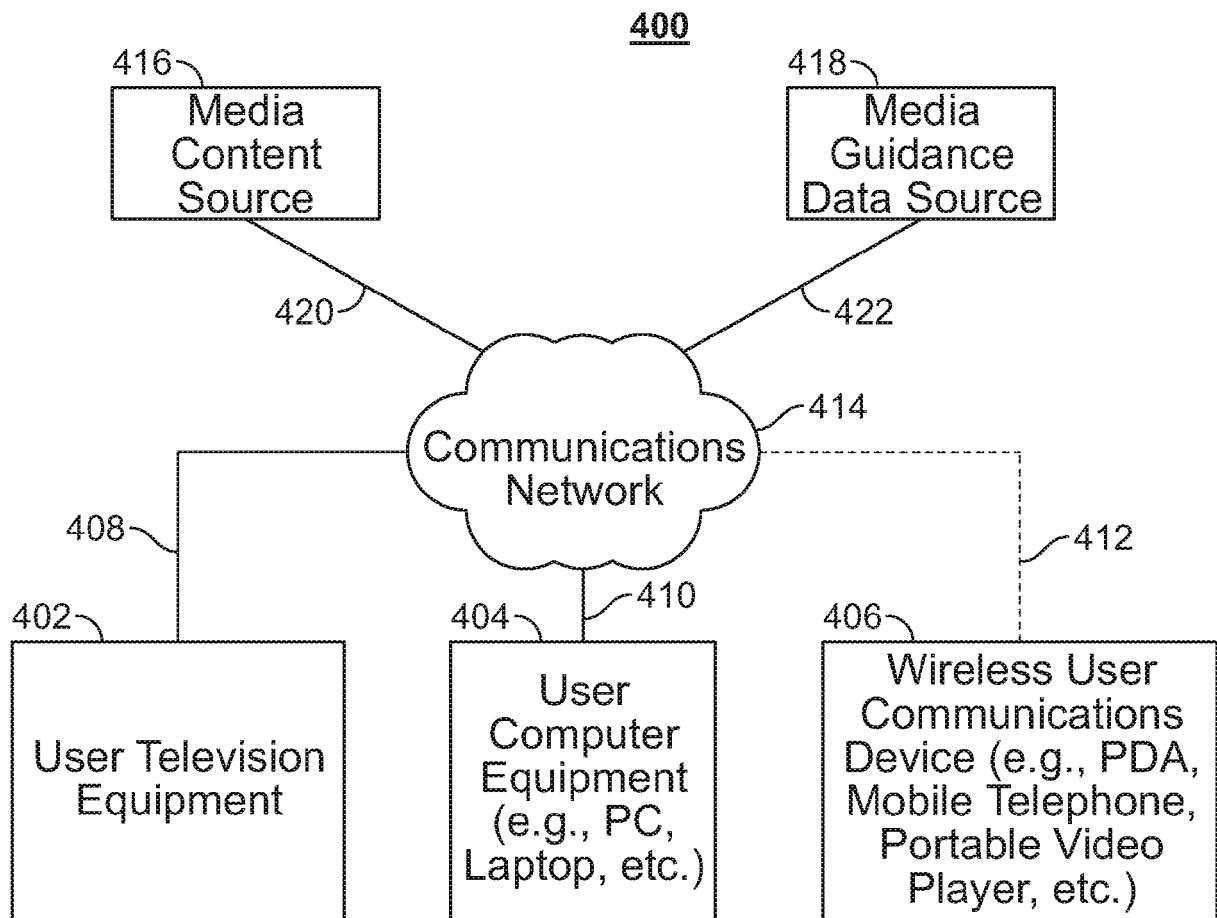 400
416
Media
Content
Source
418
Media
Guidance
Data Source
420
422
414
Communications
Network
408
410
412
402
User Television
Equipment
404
User
Computer
Equipment
(e.g., PC,
Laptop, etc.)
406
Wireless User
Communications
Device (e.g., PDA,
Mobile Telephone,
Portable Video
Player, etc.)